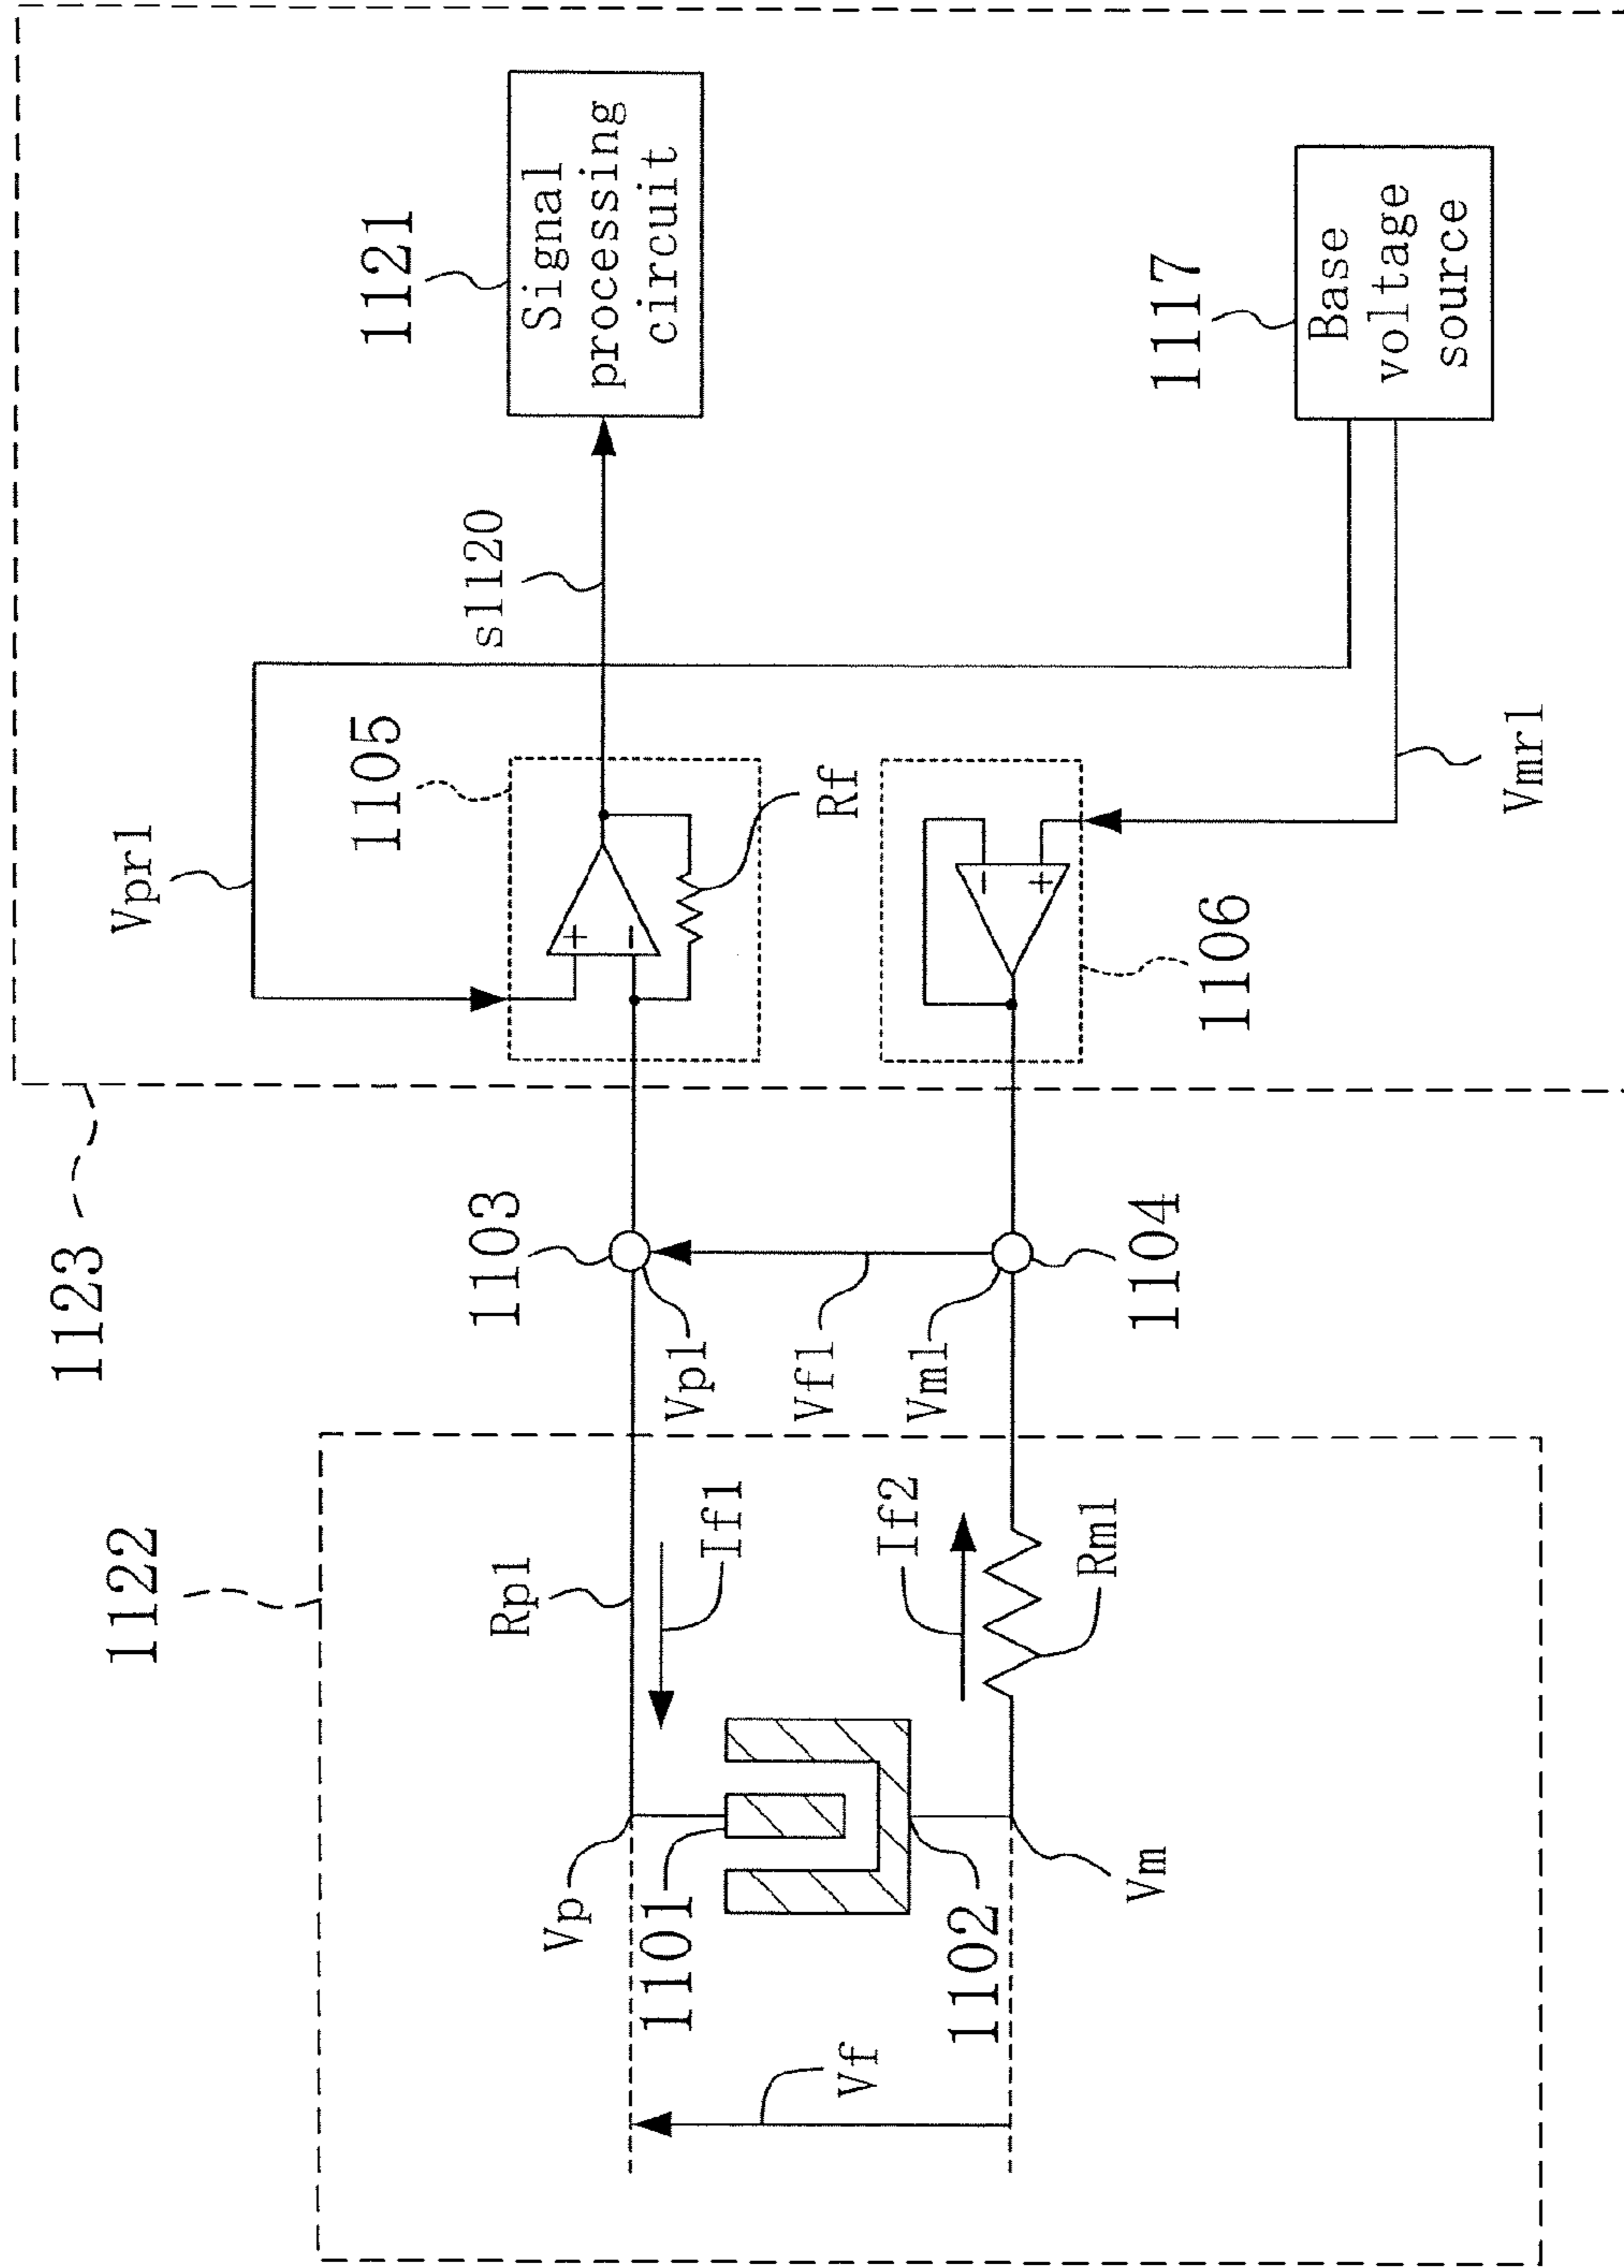 1122
1123
Vpr1
1105
s1120
1121
Signal
processing
circuit
Rp1
1103
Vp
1101
If1
Vp1
Rf
Vf
Vf1
1102
If2
Vm1
Vm
Rm1
1104
1106
1117
Base
voltage
source
Vmr1